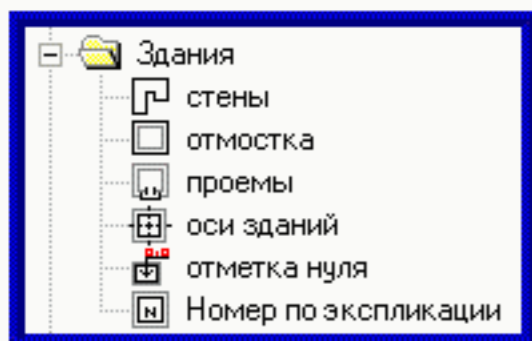 Здания
стены
отмостка
проемы
оси зданий
отметка нуля
Номер по экспликации